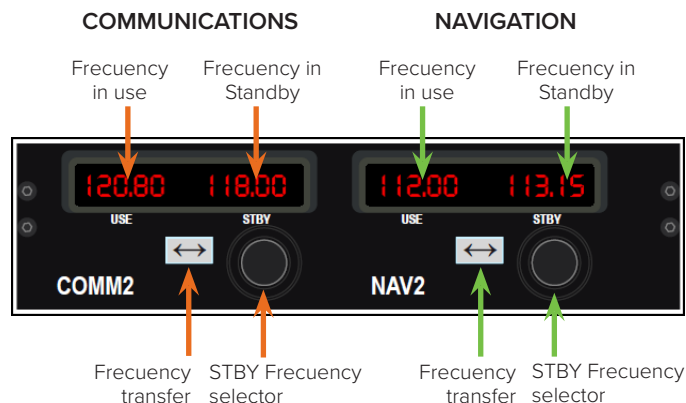 COMMUNICATIONS NAVIGATION
Frecuency Frecuency in Frecuency Frecuency in
in use Standby in use Standby
120.80 118.00 112.00 113.15
USE STBY USE STBY
↔ ↔
COMM2 NAV2
Frecuency STBY Frecuency Frecuency STBY Frecuency
transfer selector transfer selector